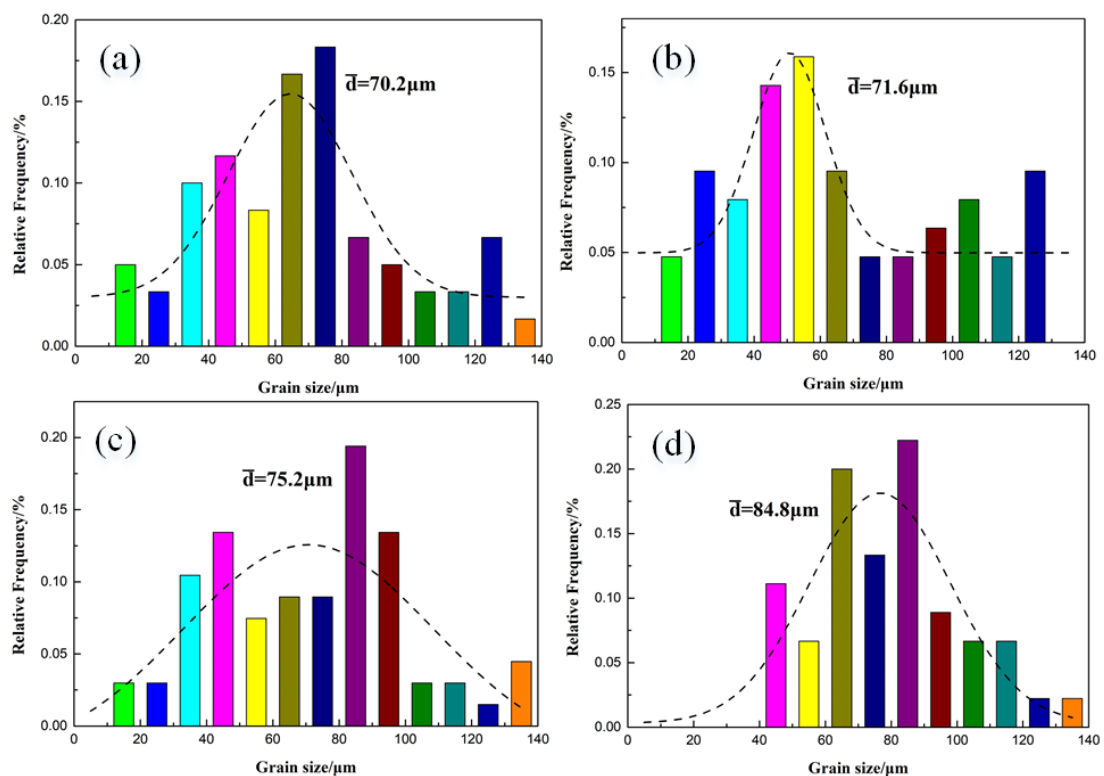 (a)
d̅=70.2μm
Relative Frequency/%
0.20
0.15
0.10
0.05
0.00
0 20 40 60 80 100 120 140
Grain size/μm
(b)
d̅=71.6μm
Relative Frequency/%
0.15
0.10
0.05
0.00
0 20 40 60 80 100 120 140
Grain size/μm
(c)
d̅=75.2μm
Relative Frequency/%
0.20
0.15
0.10
0.05
0.00
0 20 40 60 80 100 120 140
Grain size/μm
(d)
d̅=84.8μm
Relative Frequency/%
0.25
0.20
0.15
0.10
0.05
0.00
0 20 40 60 80 100 120 140
Grain size/μm